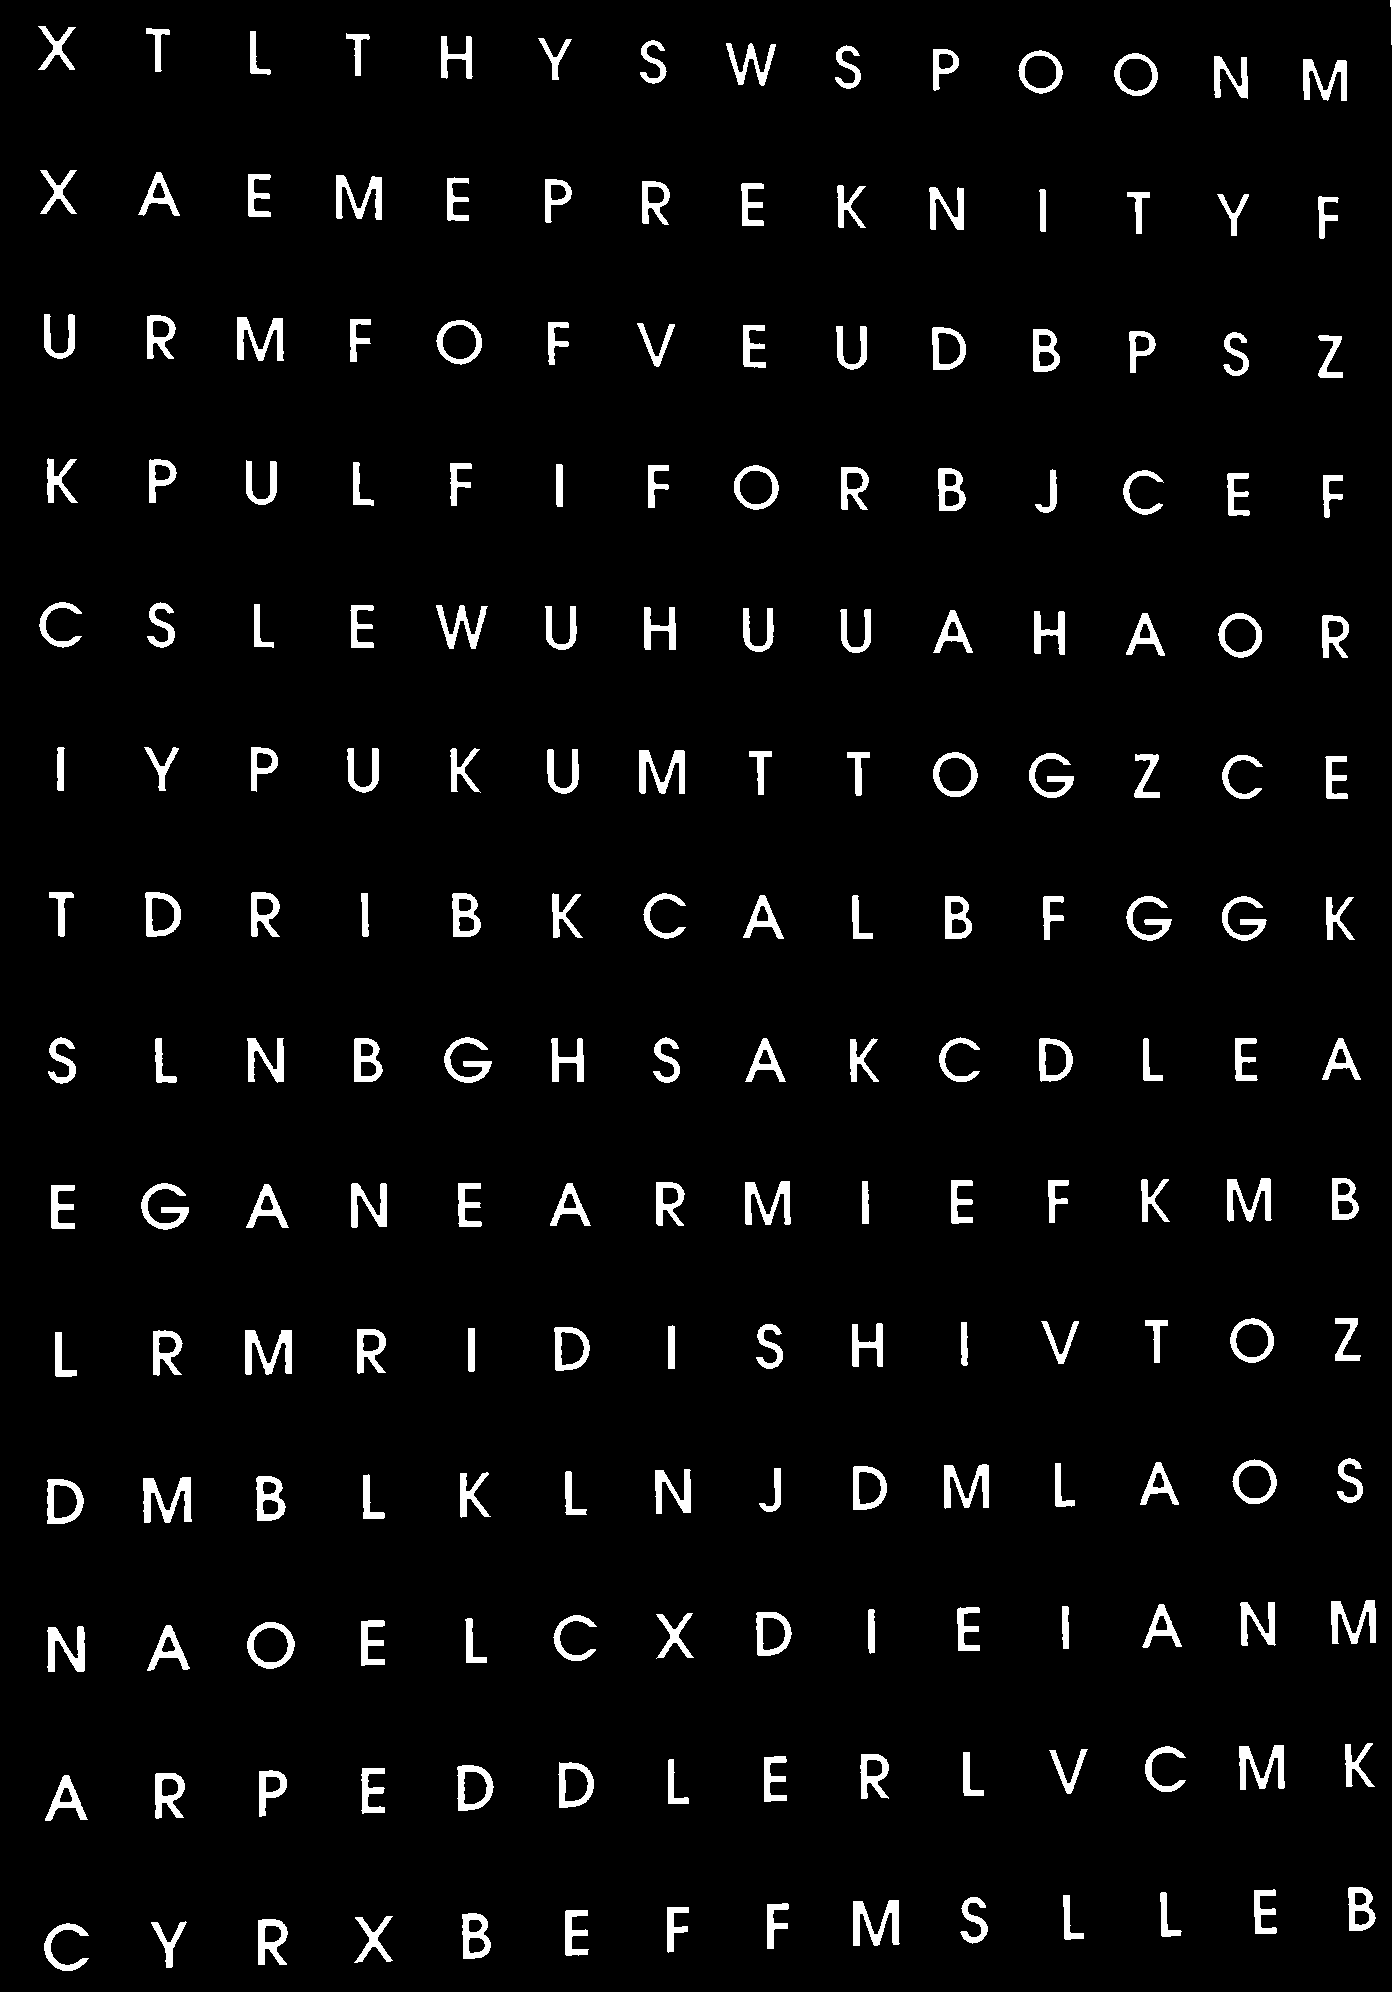 X T L T H Y S W S P O O N M
X A E M E P R E K N I T Y F
U R M F O F V E U D B P S Z
K P U L F I F O R B J C E F
C S L E W U H U U A H A O R
I Y P U K U M T T O G Z C E
T D R I B K C A L B F G G K
S L N B G H S A K C D L E A
E G A N E A R M I E F K M B
L R M R I D I S H I V T O Z
D M B L K L N J D M L A O S
N A O E L C X D I E I A N M
A R P E D D L E R L V C M K
C Y R X B E F F M S L L E B